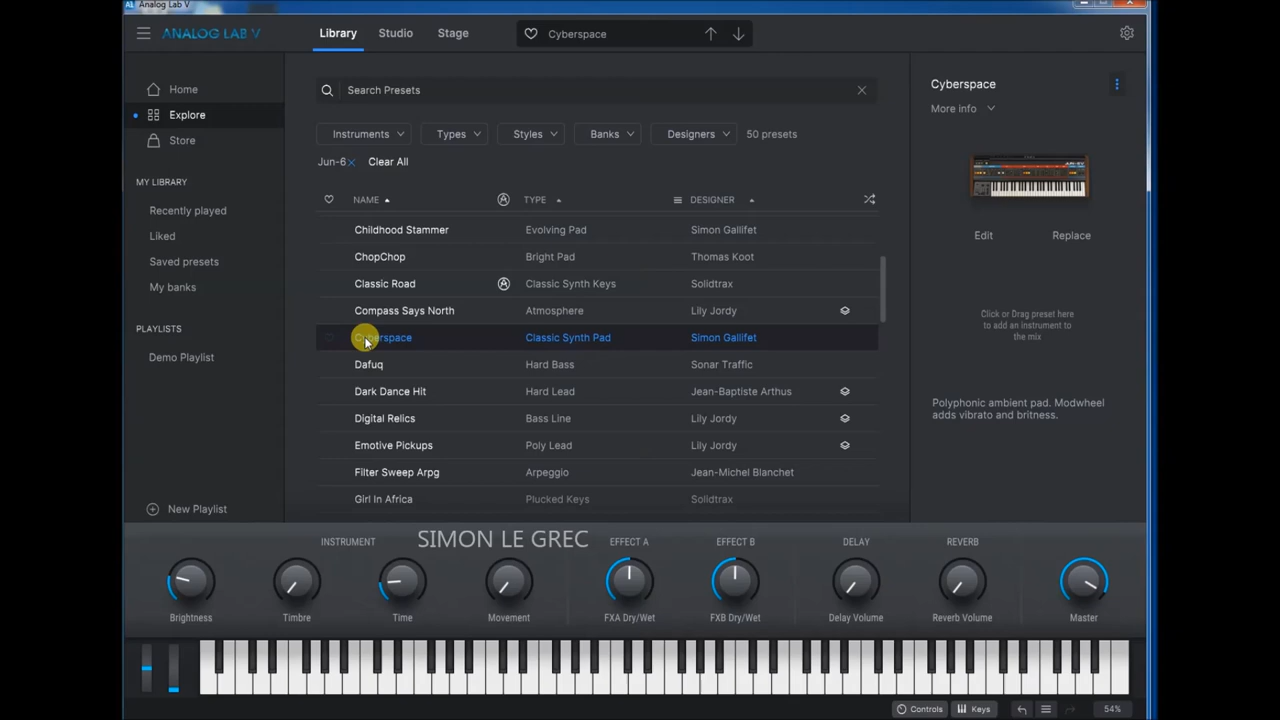 Analog Lab V
ANALOG LAB V
Library
Studio
Stage
Cyberspace
Home
Explore
Store
MY LIBRARY
Recently played
Liked
Saved presets
My banks
PLAYLISTS
Demo Playlist
New Playlist
Search Presets
Instruments
Types
Styles
Banks
Designers
50 presets
Jun-6
Clear All
NAME TYPE DESIGNER
Childhood Stammer Evolving Pad Simon Gallifet
ChopChop Bright Pad Thomas Koot
Classic Road Classic Synth Keys Solidtrax
Compass Says North Atmosphere Lily Jordy
Cyberspace Classic Synth Pad Simon Gallifet
Dafuq Hard Bass Sonar Traffic
Dark Dance Hit Hard Lead Jean-Baptiste Arthus
Digital Relics Bass Line Lily Jordy
Emotive Pickups Poly Lead Lily Jordy
Filter Sweep Arpg Arpeggio Jean-Michel Blanchet
Girl In Africa Plucked Keys Solidtrax
Cyberspace
More info
Edit
Replace
Click or Drag preset here
to add an instrument to
the mix
Polyphonic ambient pad. Modwheel
adds vibrato and britness.
INSTRUMENT
SIMON LE GREC
EFFECT A
EFFECT B
DELAY
REVERB
Brightness
Timbre
Time
Movement
FXA Dry/Wet
FXB Dry/Wet
Delay Volume
Reverb Volume
Master
Controls
Keys
54%